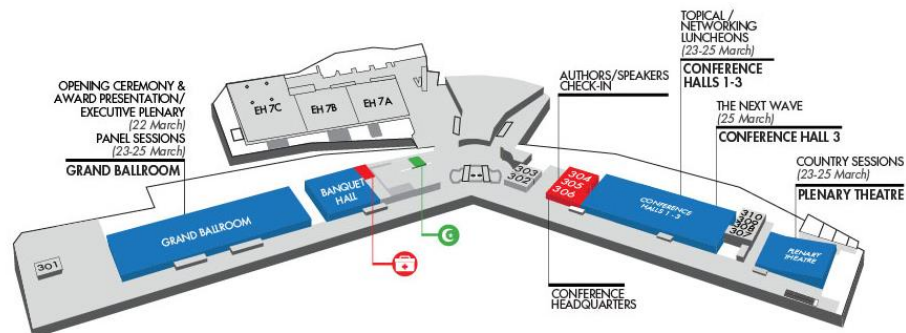 TOPICAL/
NETWORKING
LUNCHEONS
(23-25 March)
CONFERENCE
HALLS 1-3
OPENING CEREMONY &
AWARD PRESENTATION/
EXECUTIVE PLENARY
(22 March)
PANEL SESSIONS
(23-25 March)
GRAND BALLROOM
AUTHORS/SPEAKERS
CHECK-IN
THE NEXT WAVE
(25 March)
CONFERENCE HALL 3
COUNTRY SESSIONS
(23-25 March)
PLENARY THEATRE
EH 7C
EH 7B
EH 7A
303
302
304
305
306
BANQUET
HALL
CONFERENCE
HALLS 1-3
310
307
GRAND BALLROOM
PLENARY
THEATRE
301
CONFERENCE
HEADQUARTERS